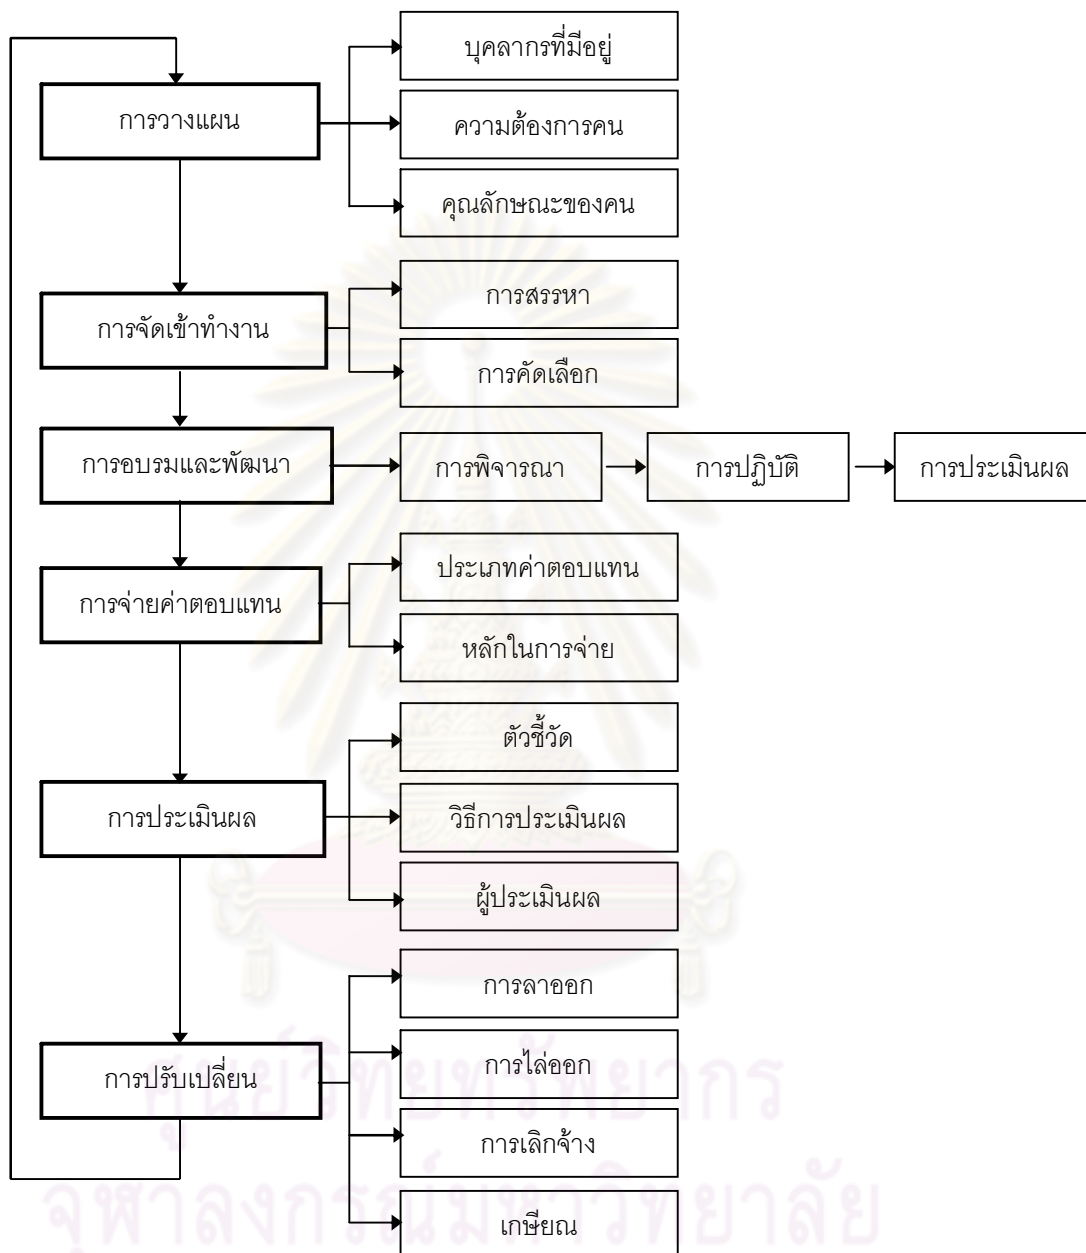 บุคลากรที่มีอยู่
การวางแผน
ความต้องการคน
คุณลักษณะของคน
การสรรหา
การจัดเข้าทำงาน
การคัดเลือก
การอบรมและพัฒนา
การพิจารณา
การปฏิบัติ
การประเมินผล
ประเภทค่าตอบแทน
การจ่ายค่าตอบแทน
หลักในการจ่าย
ตัวชี้วัด
การประเมินผล
วิธีการประเมินผล
ผู้ประเมินผล
การลาออก
การปรับเปลี่ยน
การไล่ออก
การเลิกจ้าง
เกษียณ
ศูนย์วิทยทรัพยากร
จุฬาลงกรณ์มหาวิทยาลัย